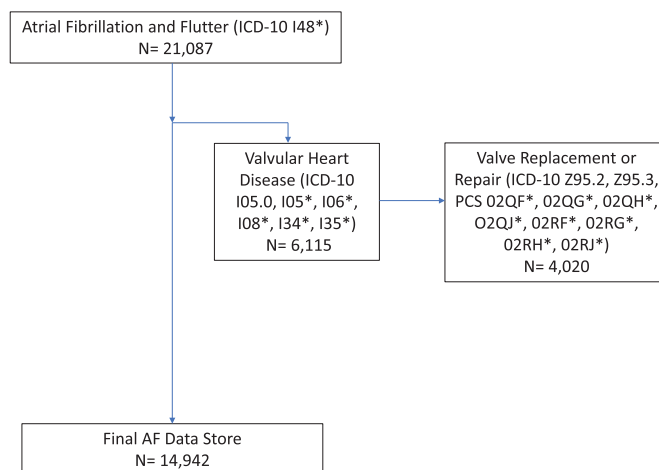 Atrial Fibrillation and Flutter (ICD-10 I48*)
N= 21,087
Valvular Heart
Disease (ICD-10
I05.0, I05*, I06*,
I08*, I34*, I35*)
N= 6,115
Valve Replacement or
Repair (ICD-10 Z95.2, Z95.3,
PCS 02QF*, 02QG*, 02QH*,
O2QJ*, 02RF*, 02RG*,
02RH*, 02RJ*)
N= 4,020
Final AF Data Store
N= 14,942